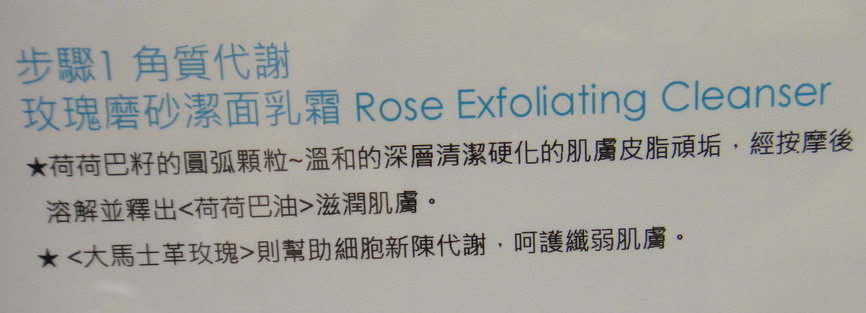 步驟1 角質代謝
玫瑰磨砂潔面乳霜 Rose Exfoliating Cleanser
★荷荷巴籽的圓弧顆粒~溫和的深層清潔硬化的肌膚皮脂頑垢，經按摩後
溶解並釋出<荷荷巴油>滋潤肌膚。
★ <大馬士革玫瑰>則幫助細胞新陳代謝，呵護纖弱肌膚。